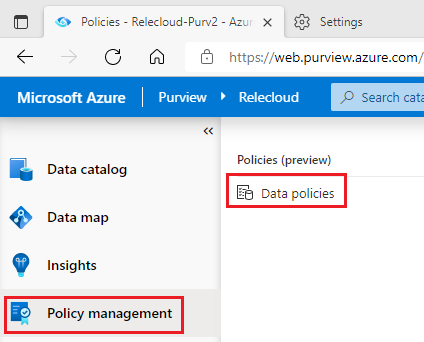 Policies - Relecloud-Purv2 - Azur
Settings
https://web.purview.azure.com/
Microsoft Azure
Purview
Relecloud
Search cata
Policies (preview)
Data catalog
Data policies
Data map
Insights
Policy management